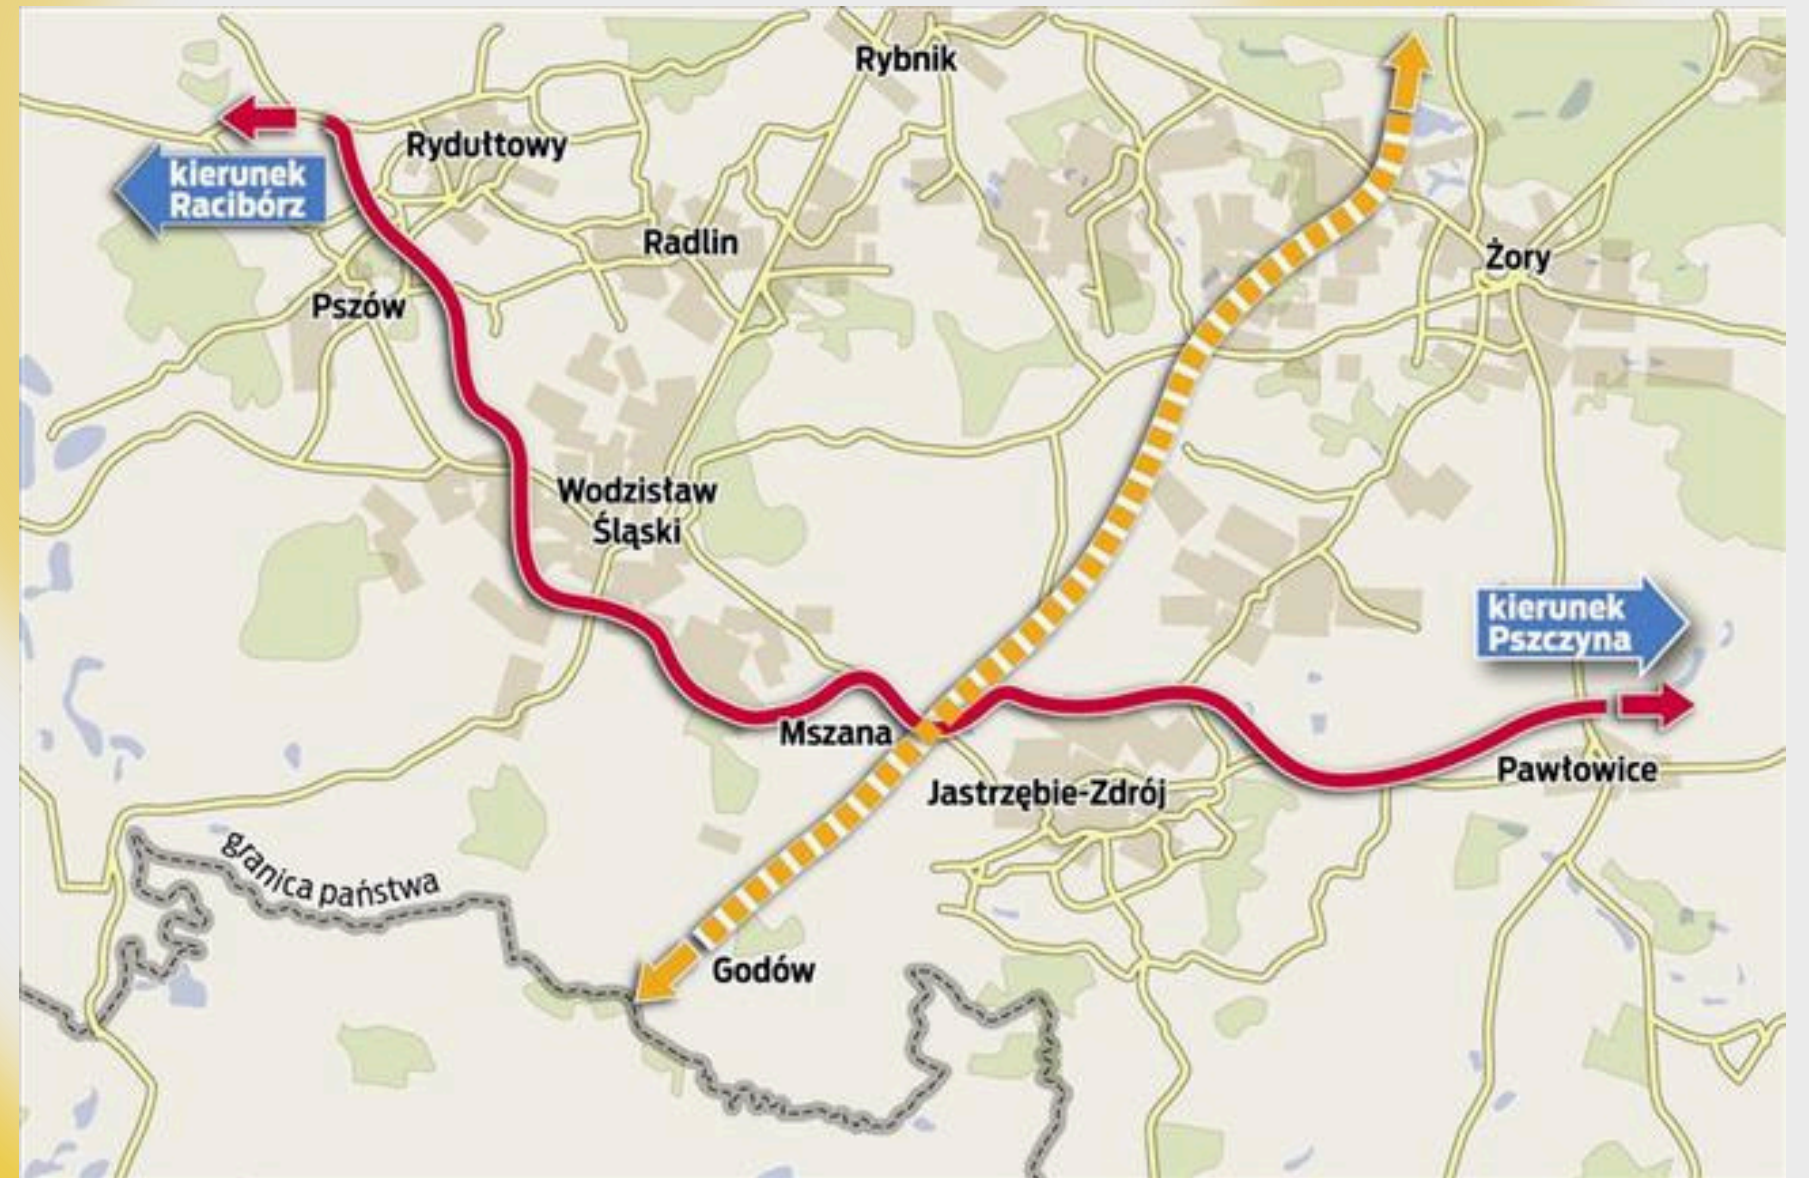 Rybnik
Rydułtowy
kierunek
Racibórz
Radlin
Żory
Pszów
Wodzisław
Śląski
kierunek
Pszczyna
Mszana
Pawłowice
Jastrzębie-Zdrój
granica państwa
Godów